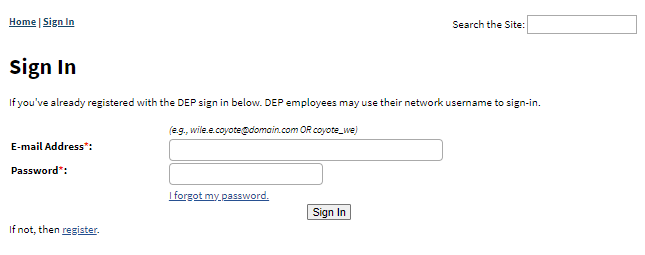 Home | Sign In
Search the Site:
Sign In
If you've already registered with the DEP sign in below. DEP employees may use their network username to sign-in.
(e.g., wile.e.coyote@domain.com OR coyote_we)
E-mail Address*:
Password*:
I forgot my password.
Sign In
If not, then register.